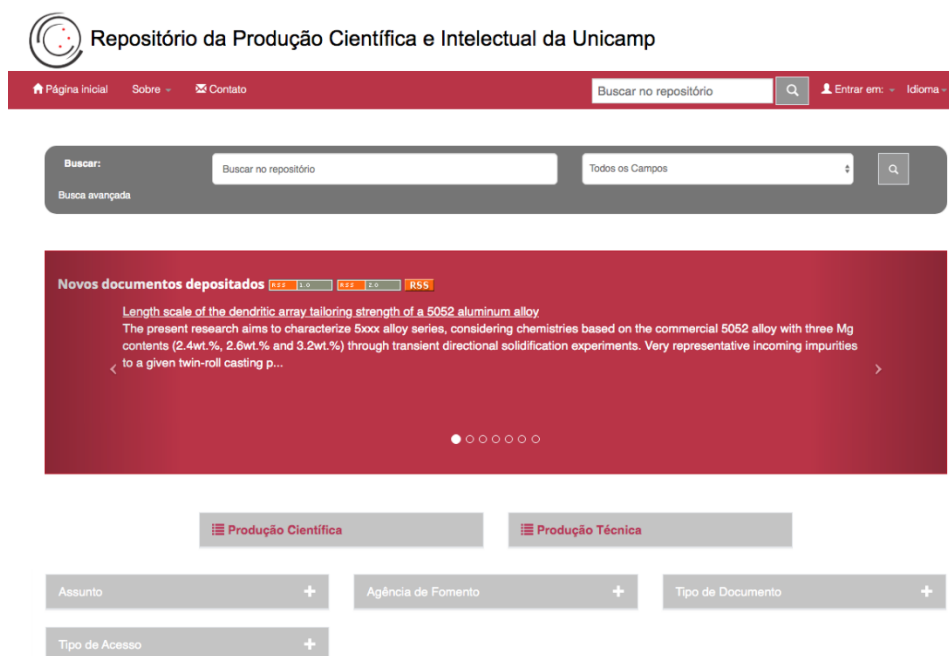 Repositório da Produção Científica e Intelectual da Unicamp
Página inicial Sobre Contato Buscar no repositório Entrar em: Idioma
Buscar: Buscar no repositório Todos os Campos
Busca avançada
Novos documentos depositados RSS 1.0 RSS 2.0 RSS
Length scale of the dendritic array tailoring strength of a 5052 aluminum alloy
The present research aims to characterize 5xxx alloy series, considering chemistries based on the commercial 5052 alloy with three Mg
contents (2.4wt.%, 2.6wt.% and 3.2wt.%) through transient directional solidification experiments. Very representative incoming impurities
to a given twin-roll casting p...
Produção Científica Produção Técnica
Assunto Agência de Fomento Tipo de Documento
Tipo de Acesso